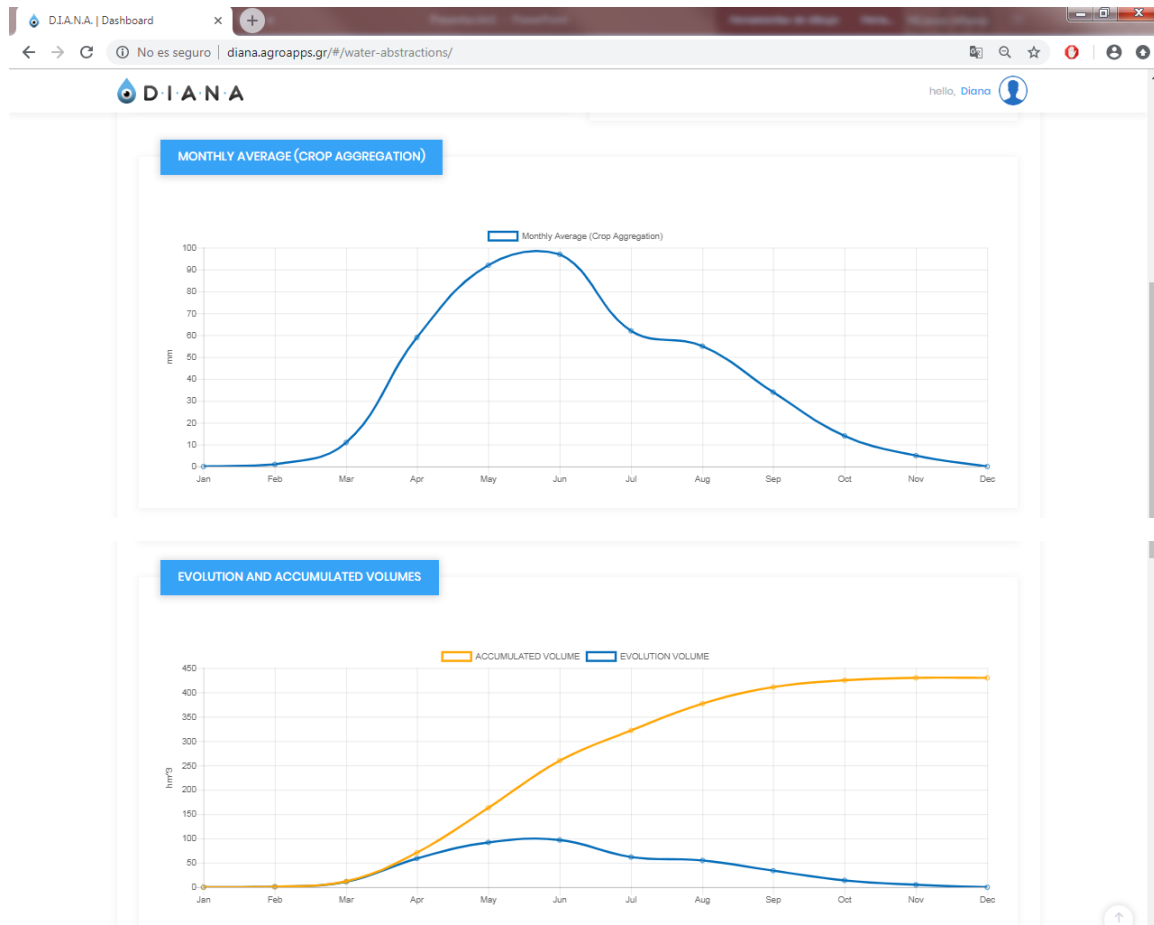 D.I.A.N.A. | Dashboard
No es seguro | diana.agroapps.gr/#/water-abstractions/
D·I·A·N·A
hello, Diana
MONTHLY AVERAGE (CROP AGGREGATION)
Monthly Average (Crop Aggregation)
100
90
80
70
60
50
40
30
20
10
0
mm
Jan Feb Mar Apr May Jun Jul Aug Sep Oct Nov Dec
EVOLUTION AND ACCUMULATED VOLUMES
ACCUMULATED VOLUME EVOLUTION VOLUME
450
400
350
300
250
200
150
100
50
0
hm^3
Jan Feb Mar Apr May Jun Jul Aug Sep Oct Nov Dec